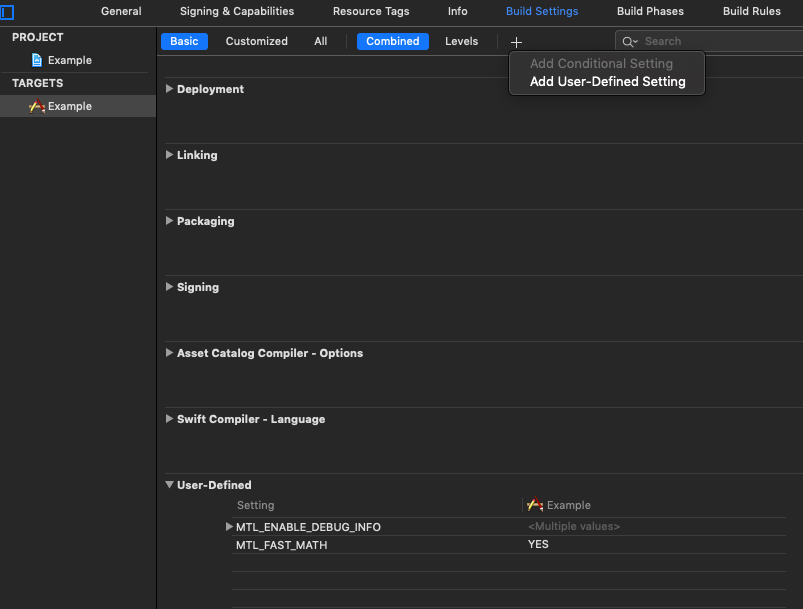 General Signing & Capabilities Resource Tags Info Build Settings Build Phases Build Rules
PROJECT
Example
TARGETS
Example
Basic Customized All Combined Levels + Search
Add Conditional Setting
Add User-Defined Setting
Deployment
Linking
Packaging
Signing
Asset Catalog Compiler - Options
Swift Compiler - Language
User-Defined
Setting Example
MTL_ENABLE_DEBUG_INFO <Multiple values>
MTL_FAST_MATH YES